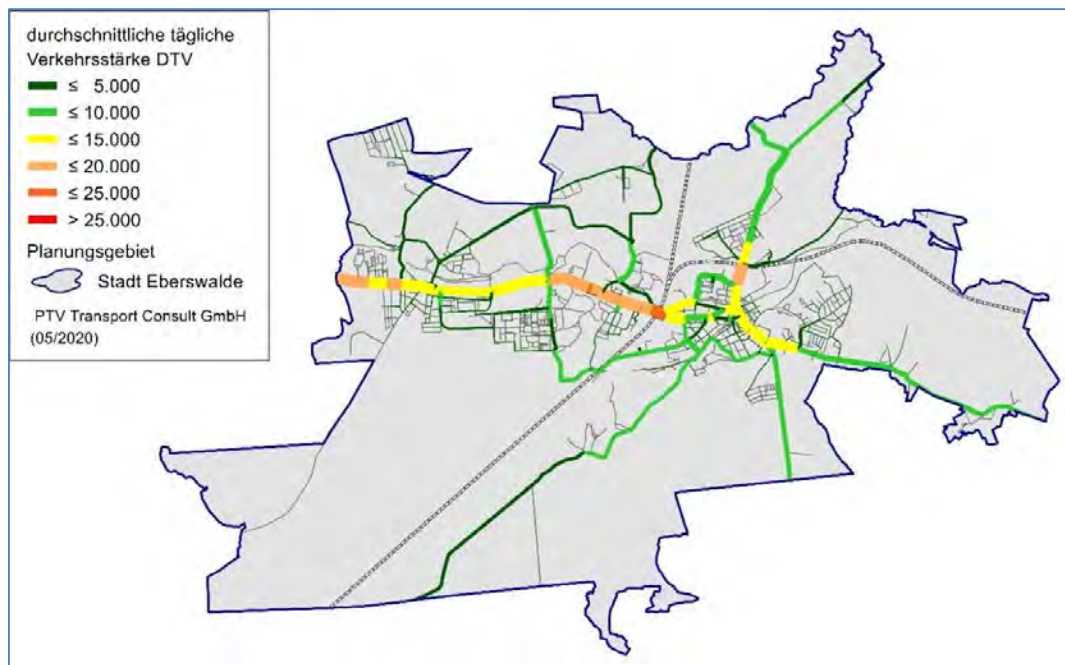 durchschnittliche tägliche
Verkehrsstärke DTV
≤ 5.000
≤ 10.000
≤ 15.000
≤ 20.000
≤ 25.000
> 25.000
Planungsgebiet
Stadt Eberswalde
PTV Transport Consult GmbH
(05/2020)